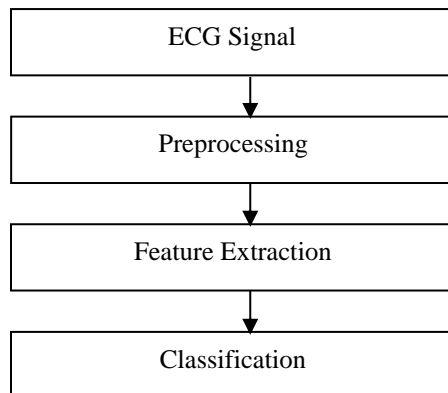 ECG Signal
Preprocessing
Feature Extraction
Classification